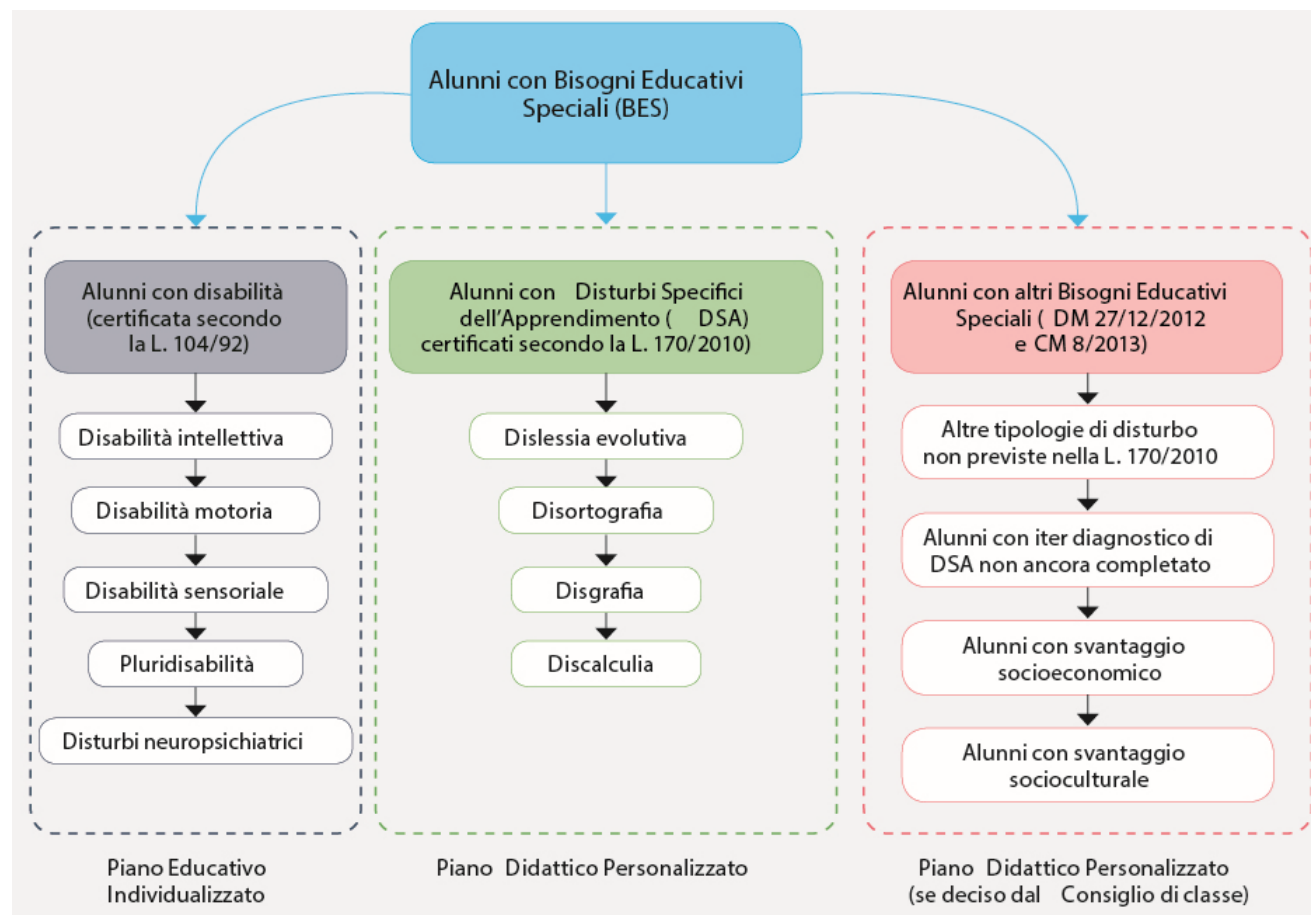 Alunni con Bisogni Educativi
Speciali (BES)
Alunni con disabilità
(certificata secondo
la L. 104/92)
Disabilità intellettiva
Disabilità motoria
Disabilità sensoriale
Pluridisabilità
Disturbi neuropsichiatrici
Piano Educativo
Individualizzato
Alunni con Disturbi Specifici
dell'Apprendimento ( DSA)
certificati secondo la L. 170/2010)
Dislessia evolutiva
Disortografia
Disgrafia
Discalculia
Piano Didattico Personalizzato
Alunni con altri Bisogni Educativi
Speciali ( DM 27/12/2012
e CM 8/2013)
Altre tipologie di disturbo
non previste nella L. 170/2010
Alunni con iter diagnostico di
DSA non ancora completato
Alunni con svantaggio
socioeconomico
Alunni con svantaggio
socioculturale
Piano Didattico Personalizzato
(se deciso dal Consiglio di classe)